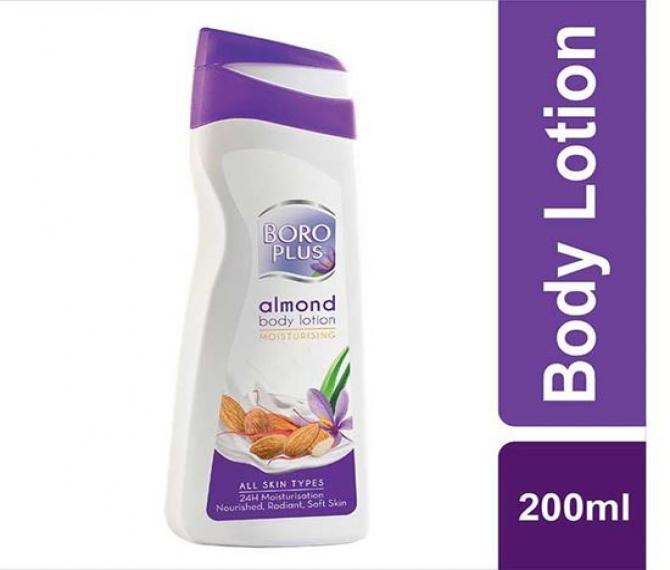 BORO
PLUS
almond
body lotion
MOISTURISING
ALL SKIN TYPES
24H Moisturisation
Nourished, Radiant, Soft Skin
Body Lotion
200ml